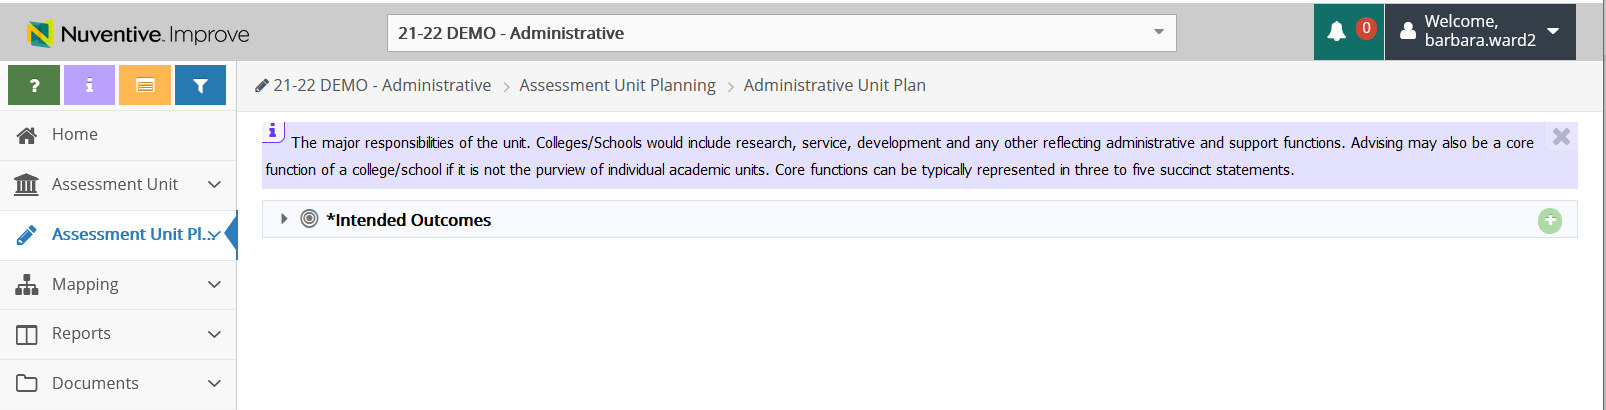 Nuventive Improve
21-22 DEMO - Administrative
0
Welcome,
barbara.ward2
?
i
21-22 DEMO - Administrative > Assessment Unit Planning > Administrative Unit Plan
Home
Assessment Unit
Assessment Unit Pl...
Mapping
Reports
Documents
i
The major responsibilities of the unit. Colleges/Schools would include research, service, development and any other reflecting administrative and support functions. Advising may also be a core
function of a college/school if it is not the purview of individual academic units. Core functions can be typically represented in three to five succinct statements.
*Intended Outcomes